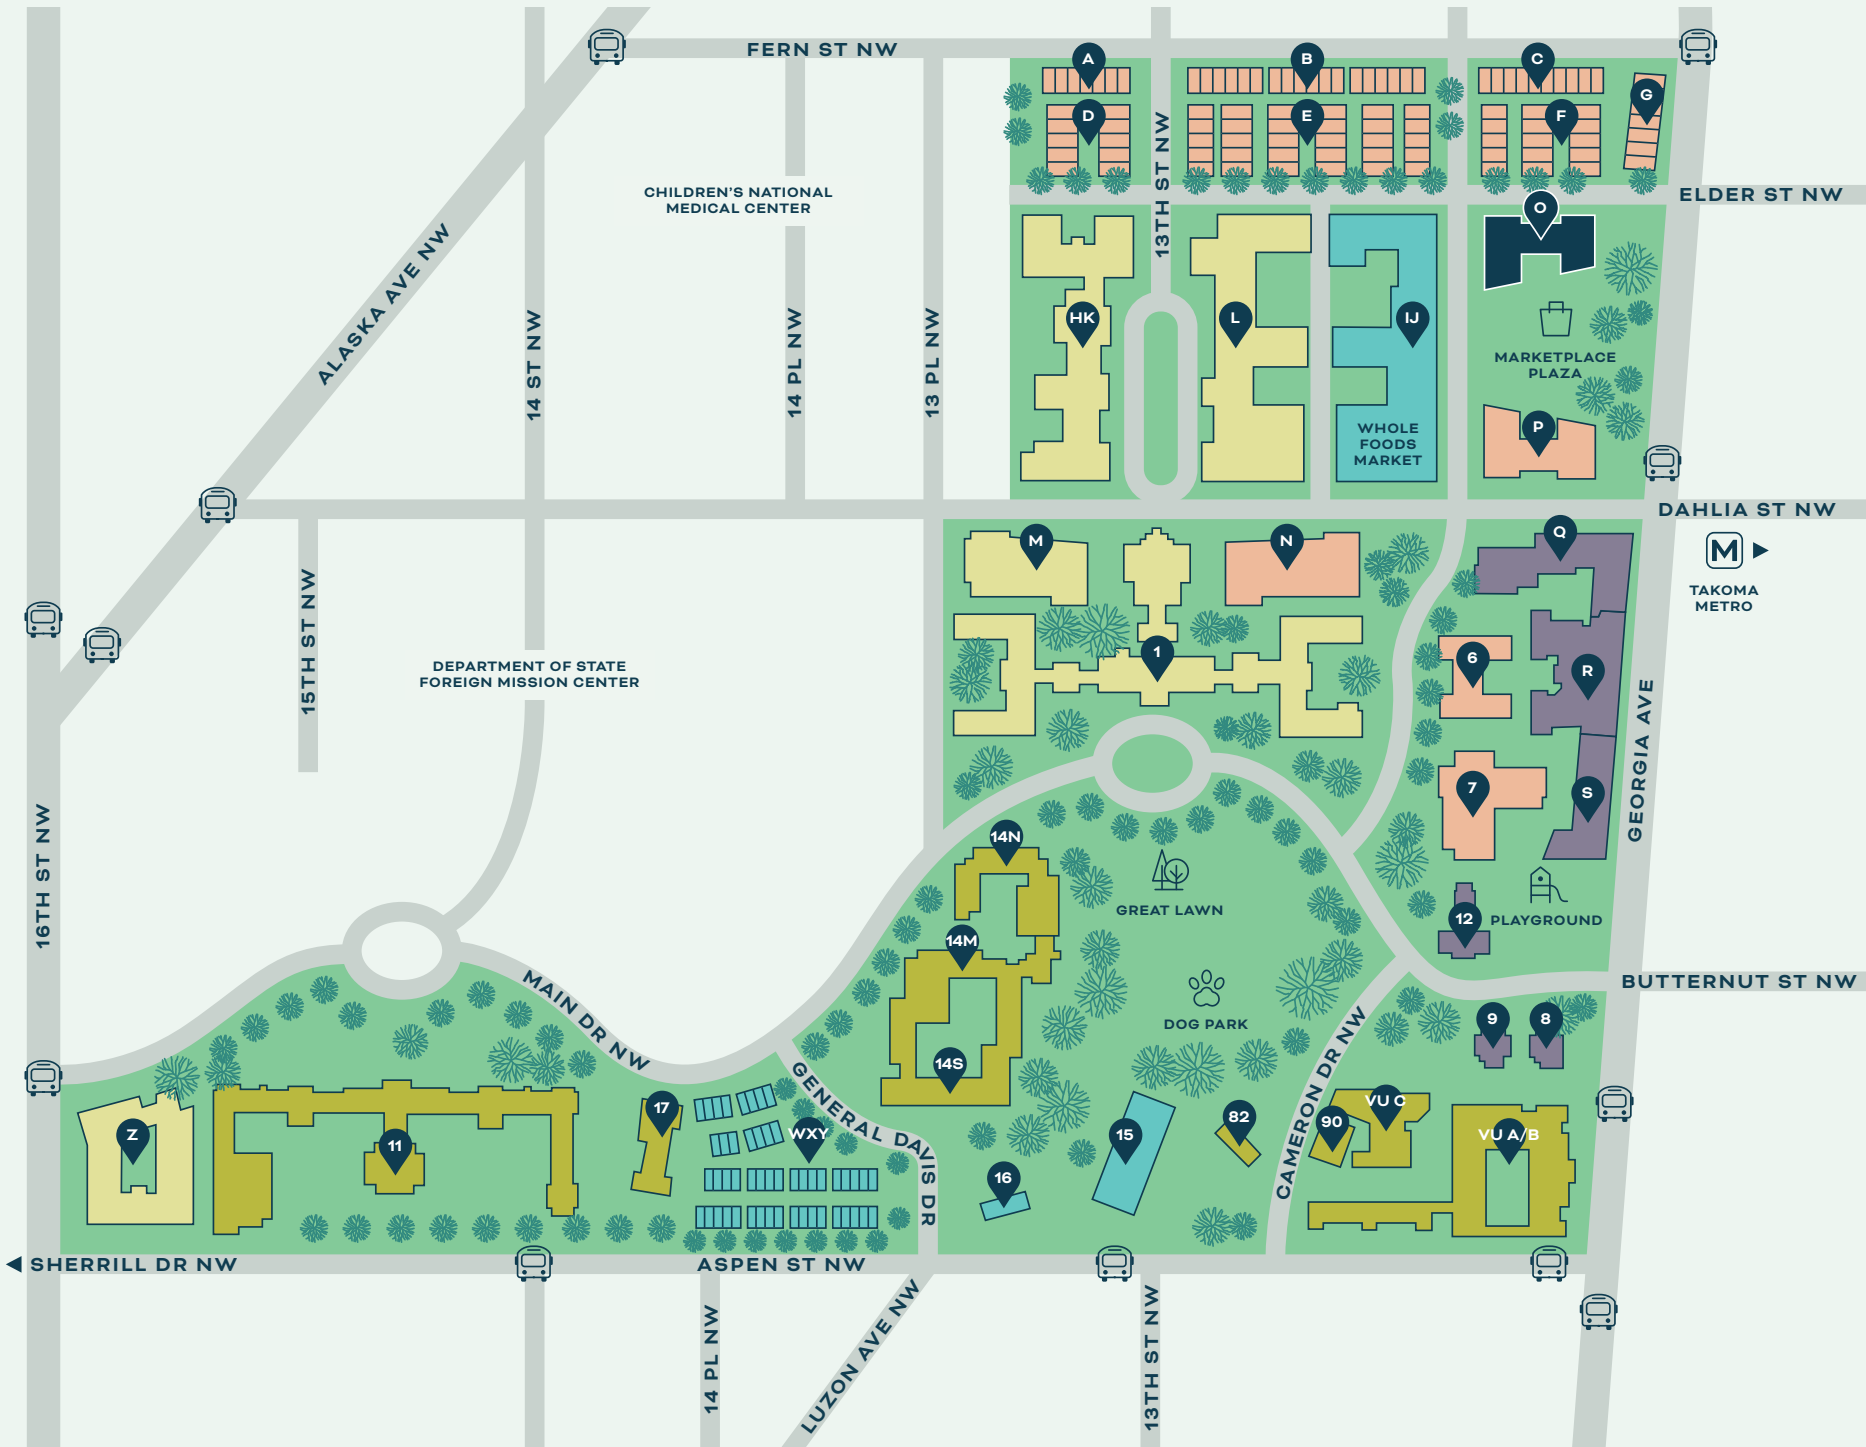 FERN ST NW
A
B
C
G
D
E
F
13TH ST NW
CHILDREN'S NATIONAL
MEDICAL CENTER
ELDER ST NW
O
ALASKA AVE NW
14 ST NW
14 PL NW
13 PL NW
HK
L
IJ
MARKETPLACE
PLAZA
WHOLE
FOODS
MARKET
P
DAHLIA ST NW
M
N
Q
M
TAKOMA
METRO
15TH ST NW
DEPARTMENT OF STATE
FOREIGN MISSION CENTER
1
6
R
GEORGIA AVE
7
S
16TH ST NW
14N
GREAT LAWN
12
PLAYGROUND
14M
MAIN DR NW
BUTTERNUT ST NW
DOG PARK
9
8
14S
GENERAL DAVIS DR
CAMERON DR NW
17
WXY
Z
11
15
82
90
VU C
VU A/B
16
SHERRILL DR NW
ASPEN ST NW
14 PL NW
LUZON AVE NW
13TH ST NW